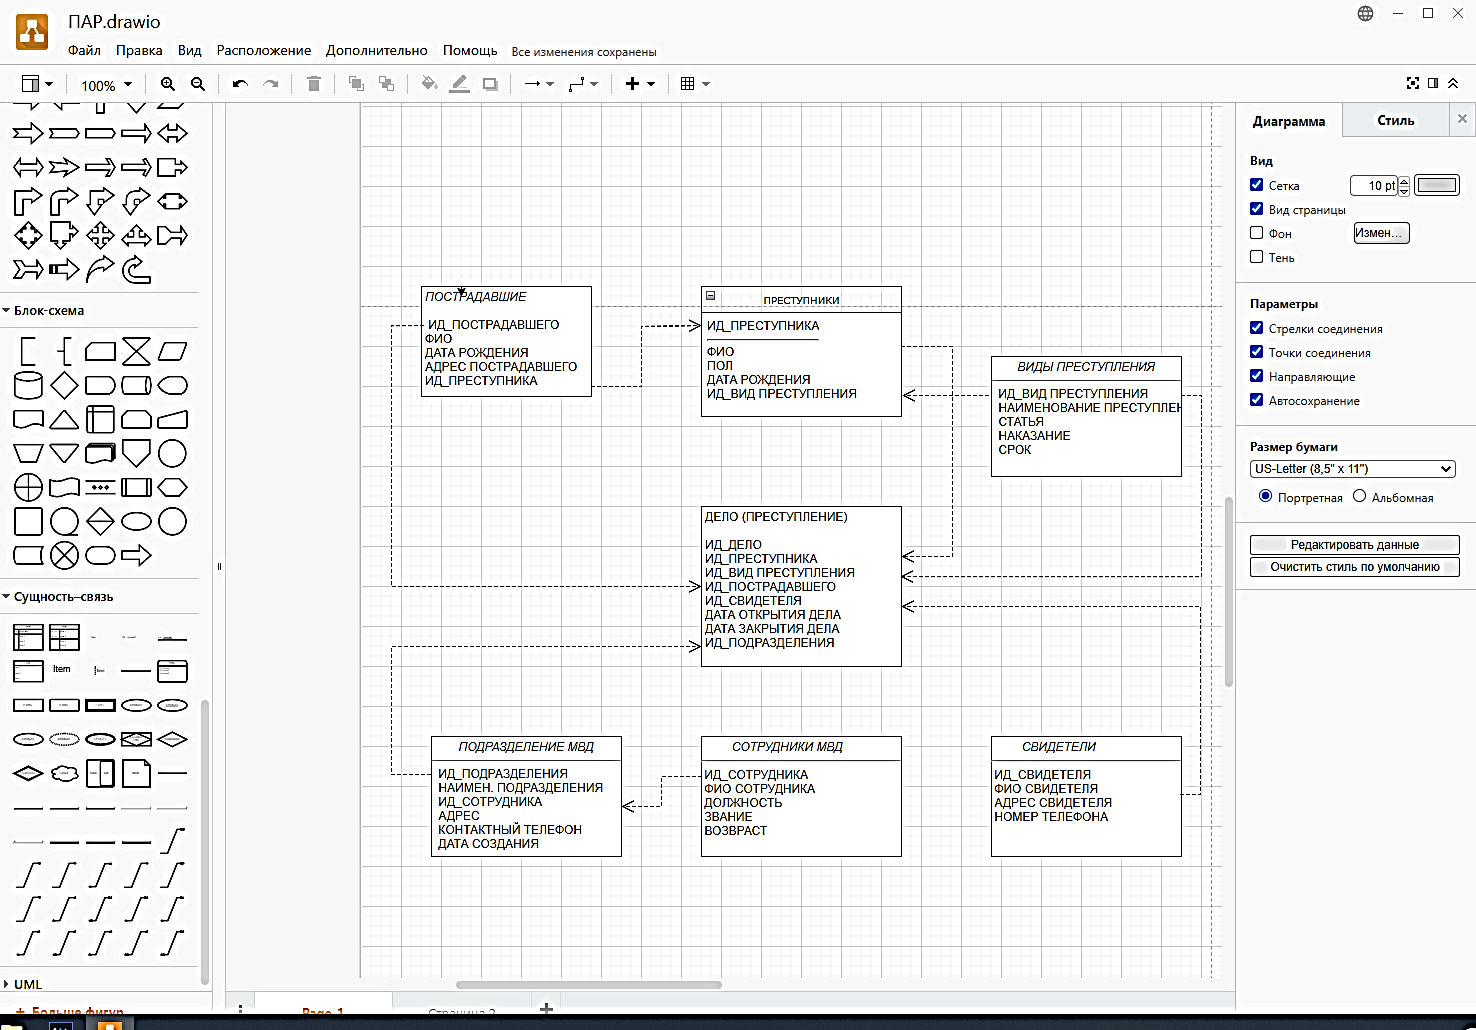 ПАР.drawio
Файл Правка Вид Расположение Дополнительно Помощь Все изменения сохранены
100%
Диаграмма
Стиль
Вид
Сетка
10 pt
Вид страницы
Фон
Измен...
Тень
Параметры
Стрелки соединения
Точки соединения
Направляющие
Автосохранение
Размер бумаги
US-Letter (8,5" x 11")
Портретная
Альбомная
Редактировать данные
Очистить стиль по умолчанию
Блок-схема
Сущность–связь
Item
UML
ПОСТРАДАВШИЕ
ИД_ПОСТРАДАВШЕГО
ФИО
ДАТА РОЖДЕНИЯ
АДРЕС ПОСТРАДАВШЕГО
ИД_ПРЕСТУПНИКА
ПРЕСТУПНИКИ
ИД_ПРЕСТУПНИКА
ФИО
ПОЛ
ДАТА РОЖДЕНИЯ
ИД_ВИД ПРЕСТУПЛЕНИЯ
ВИДЫ ПРЕСТУПЛЕНИЯ
ИД_ВИД ПРЕСТУПЛЕНИЯ
НАИМЕНОВАНИЕ ПРЕСТУПЛЕН
СТАТЬЯ
НАКАЗАНИЕ
СРОК
ДЕЛО (ПРЕСТУПЛЕНИЕ)
ИД_ДЕЛО
ИД_ПРЕСТУПНИКА
ИД_ВИД ПРЕСТУПЛЕНИЯ
ИД_ПОСТРАДАВШЕГО
ИД_СВИДЕТЕЛЯ
ДАТА ОТКРЫТИЯ ДЕЛА
ДАТА ЗАКРЫТИЯ ДЕЛА
ИД_ПОДРАЗДЕЛЕНИЯ
ПОДРАЗДЕЛЕНИЕ МВД
ИД_ПОДРАЗДЕЛЕНИЯ
НАИМЕН. ПОДРАЗДЕЛЕНИЯ
ИД_СОТРУДНИКА
АДРЕС
КОНТАКТНЫЙ ТЕЛЕФОН
ДАТА СОЗДАНИЯ
СОТРУДНИКИ МВД
ИД_СОТРУДНИКА
ФИО СОТРУДНИКА
ДОЛЖНОСТЬ
ЗВАНИЕ
ВОЗВРАСТ
СВИДЕТЕЛИ
ИД_СВИДЕТЕЛЯ
ФИО СВИДЕТЕЛЯ
АДРЕС СВИДЕТЕЛЯ
НОМЕР ТЕЛЕФОНА
Больше фигур
Page-1
Страница 2